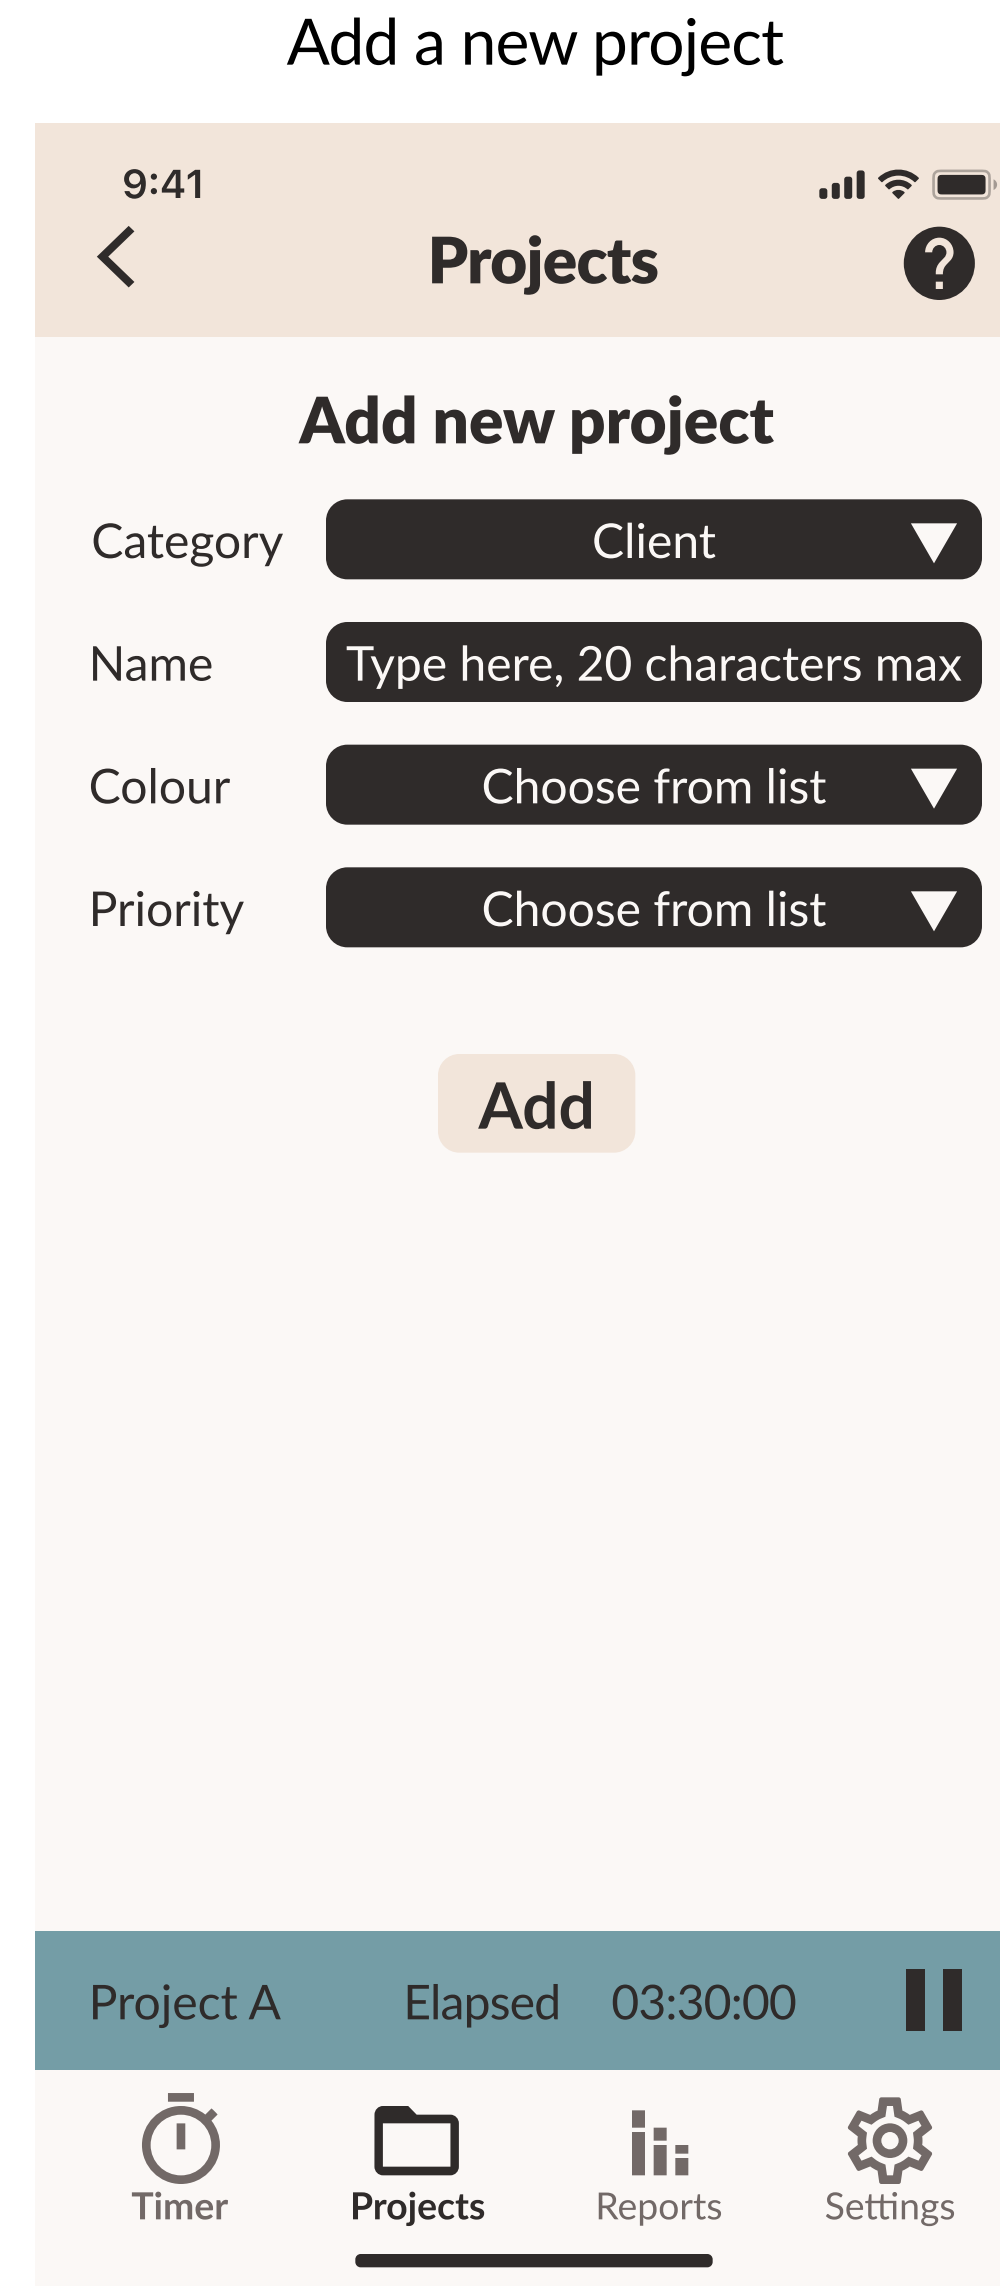 Add a new project
9:41
Projects
Add new project
Category Client
Name Type here, 20 characters max
Colour Choose from list
Priority Choose from list
Add
Project A Elapsed 03:30:00
Timer Projects Reports Settings